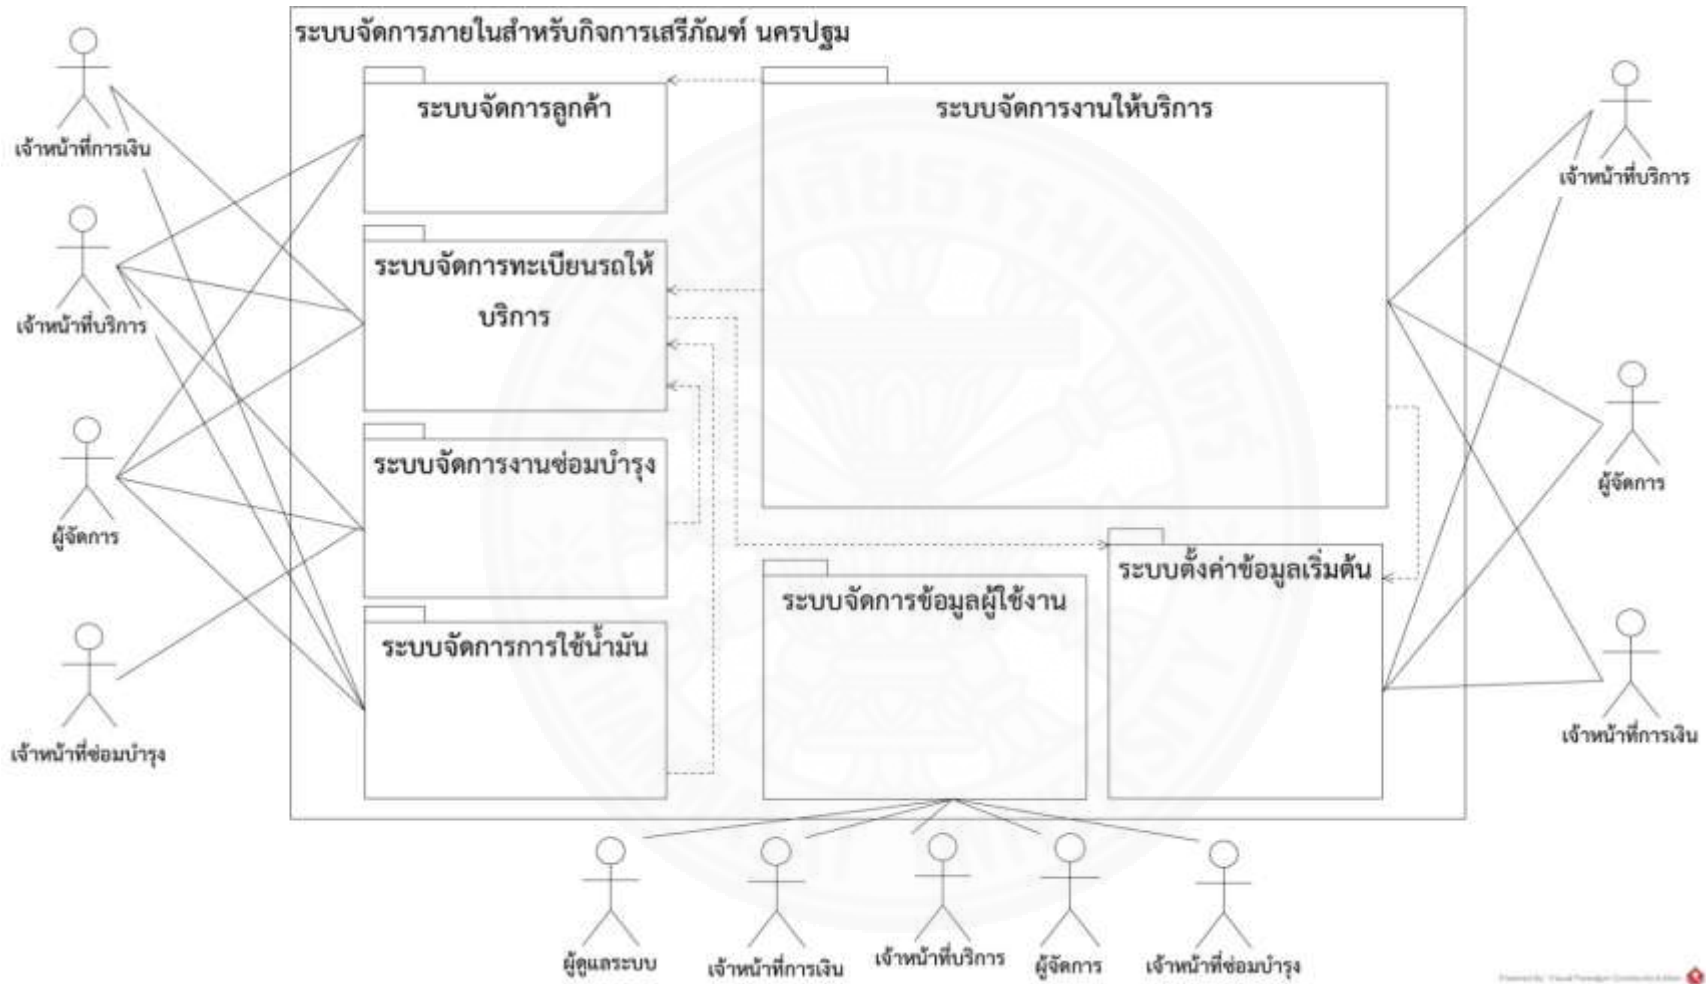 ระบบจัดการภายในสำหรับกิจการเสรีภัณฑ์ นครปฐม
เจ้าหน้าที่การเงิน
เจ้าหน้าที่บริการ
ผู้จัดการ
เจ้าหน้าที่ซ่อมบำรุง
ระบบจัดการลูกค้า
ระบบจัดการทะเบียนรถให้
บริการ
ระบบจัดการงานซ่อมบำรุง
ระบบจัดการการใช้น้ำมัน
ระบบจัดการงานให้บริการ
ระบบจัดการข้อมูลผู้ใช้งาน
ระบบตั้งค่าข้อมูลเริ่มต้น
เจ้าหน้าที่บริการ
ผู้จัดการ
เจ้าหน้าที่การเงิน
ผู้ดูแลระบบ
เจ้าหน้าที่การเงิน
เจ้าหน้าที่บริการ
ผู้จัดการ
เจ้าหน้าที่ซ่อมบำรุง